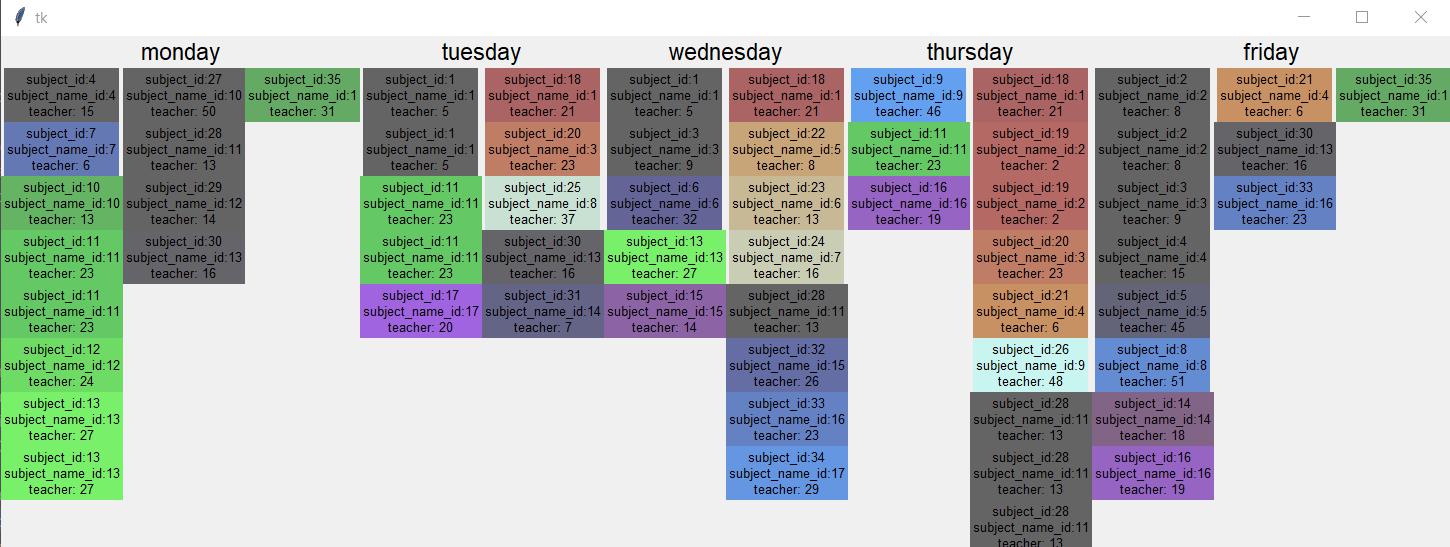 tk
monday
tuesday
wednesday
thursday
friday
subject_id:4
subject_name_id:4
teacher: 15
subject_id:7
subject_name_id:7
teacher: 6
subject_id:10
subject_name_id:10
teacher: 13
subject_id:11
subject_name_id:11
teacher: 23
subject_id:11
subject_name_id:11
teacher: 23
subject_id:12
subject_name_id:12
teacher: 24
subject_id:13
subject_name_id:13
teacher: 27
subject_id:13
subject_name_id:13
teacher: 27
subject_id:27
subject_name_id:10
teacher: 50
subject_id:28
subject_name_id:11
teacher: 13
subject_id:29
subject_name_id:12
teacher: 14
subject_id:30
subject_name_id:13
teacher: 16
subject_id:35
subject_name_id:1
teacher: 31
subject_id:1
subject_name_id:1
teacher: 5
subject_id:1
subject_name_id:1
teacher: 5
subject_id:11
subject_name_id:11
teacher: 23
subject_id:11
subject_name_id:11
teacher: 23
subject_id:17
subject_name_id:17
teacher: 20
subject_id:18
subject_name_id:1
teacher: 21
subject_id:20
subject_name_id:3
teacher: 23
subject_id:25
subject_name_id:8
teacher: 37
subject_id:30
subject_name_id:13
teacher: 16
subject_id:31
subject_name_id:14
teacher: 7
subject_id:1
subject_name_id:1
teacher: 5
subject_id:3
subject_name_id:3
teacher: 9
subject_id:6
subject_name_id:6
teacher: 32
subject_id:13
subject_name_id:13
teacher: 27
subject_id:15
subject_name_id:15
teacher: 14
subject_id:18
subject_name_id:1
teacher: 21
subject_id:22
subject_name_id:5
teacher: 8
subject_id:23
subject_name_id:6
teacher: 13
subject_id:24
subject_name_id:7
teacher: 16
subject_id:28
subject_name_id:11
teacher: 13
subject_id:32
subject_name_id:15
teacher: 26
subject_id:33
subject_name_id:16
teacher: 23
subject_id:34
subject_name_id:17
teacher: 29
subject_id:9
subject_name_id:9
teacher: 46
subject_id:11
subject_name_id:11
teacher: 23
subject_id:16
subject_name_id:16
teacher: 19
subject_id:18
subject_name_id:1
teacher: 21
subject_id:19
subject_name_id:2
teacher: 2
subject_id:19
subject_name_id:2
teacher: 2
subject_id:20
subject_name_id:3
teacher: 23
subject_id:21
subject_name_id:4
teacher: 6
subject_id:26
subject_name_id:9
teacher: 48
subject_id:28
subject_name_id:11
teacher: 13
subject_id:28
subject_name_id:11
teacher: 13
subject_id:28
subject_name_id:11
teacher: 13
subject_id:2
subject_name_id:2
teacher: 8
subject_id:2
subject_name_id:2
teacher: 8
subject_id:3
subject_name_id:3
teacher: 9
subject_id:4
subject_name_id:4
teacher: 15
subject_id:5
subject_name_id:5
teacher: 45
subject_id:8
subject_name_id:8
teacher: 51
subject_id:14
subject_name_id:14
teacher: 18
subject_id:16
subject_name_id:16
teacher: 19
subject_id:21
subject_name_id:4
teacher: 6
subject_id:30
subject_name_id:13
teacher: 16
subject_id:33
subject_name_id:16
teacher: 23
subject_id:35
subject_name_id:1
teacher: 31